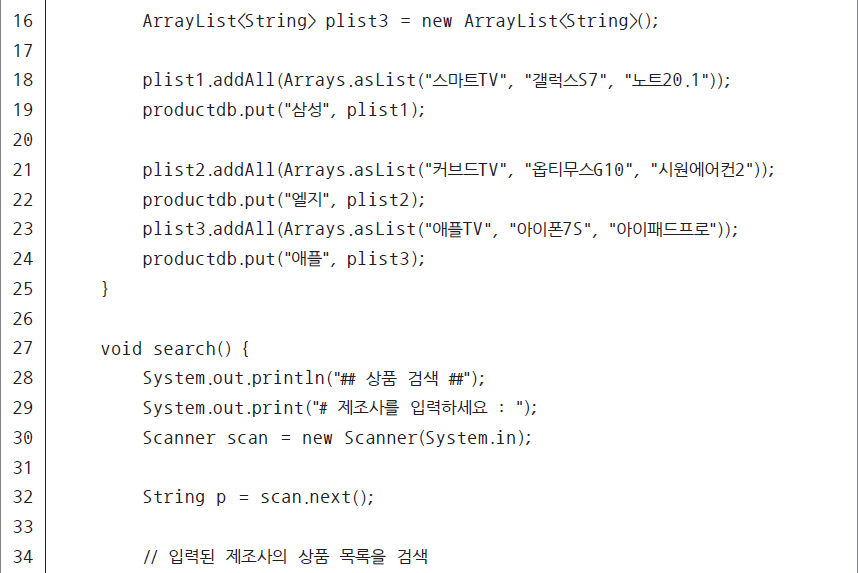 16 ArrayList<String> plist3 = new ArrayList<String>();
17
18 plist1.addAll(Arrays.asList("스마트TV", "갤럭스S7", "노트20.1"));
19 productdb.put("삼성", plist1);
20
21 plist2.addAll(Arrays.asList("커브드TV", "옵티무스G10", "시원에어컨2"));
22 productdb.put("엘지", plist2);
23 plist3.addAll(Arrays.asList("애플TV", "아이폰7S", "아이패드프로"));
24 productdb.put("애플", plist3);
25 }
26
27 void search() {
28 System.out.println("## 상품 검색 ##");
29 System.out.print("# 제조사를 입력하세요 : ");
30 Scanner scan = new Scanner(System.in);
31
32 String p = scan.next();
33
34 // 입력된 제조사의 상품 목록을 검색